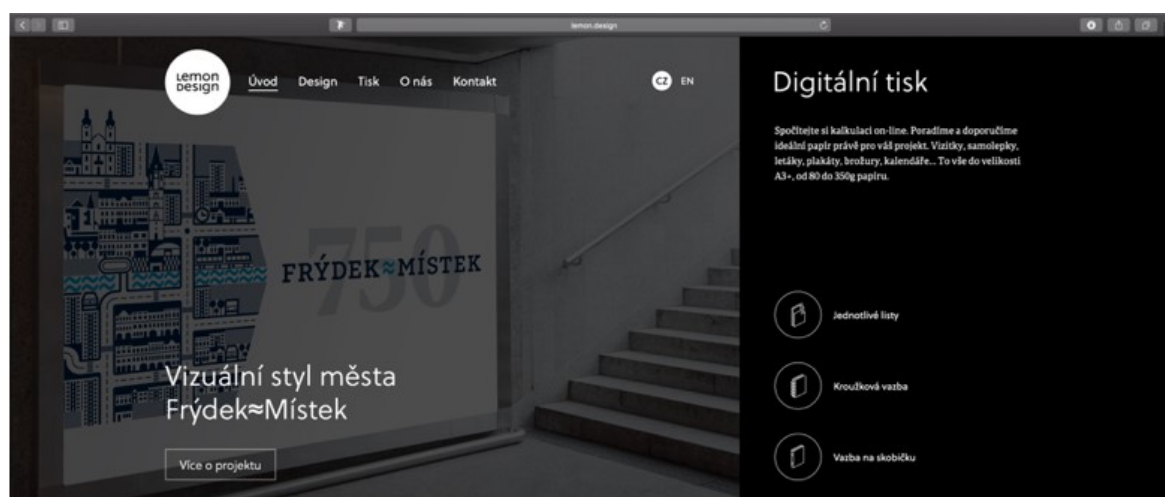 lemon.design
Lemon
Design
Úvod
Design
Tisk
O nás
Kontakt
CZ
EN
750
FRÝDEK≈MÍSTEK
Vizuální styl města
Frýdek≈Místek
Více o projektu
Digitální tisk
Spočítejte si kalkulaci on-line. Poradíme a doporučíme
ideální papír právě pro váš projekt. Vizitky, samolepky,
letáky, plakáty, brožury, kalendáře... To vše do velikosti
A3+, od 80 do 350g papíru.
Jednotlivé listy
Kroužková vazba
Vazba na skobičku